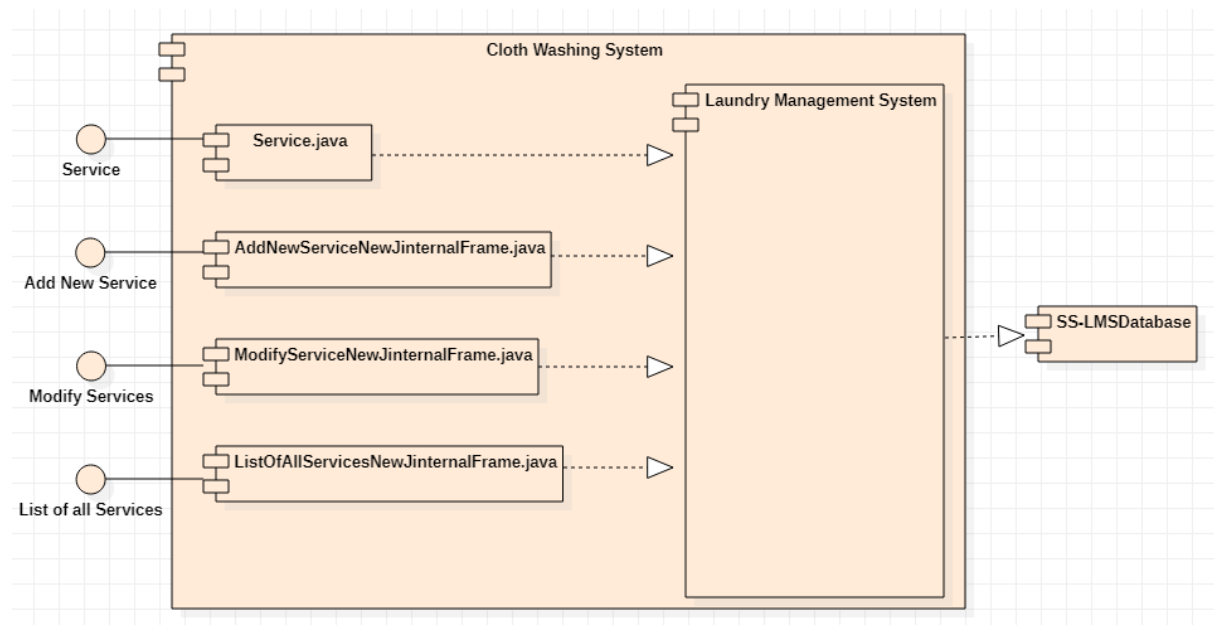 Cloth Washing System
Laundry Management System
Service.java
Service
AddNewServiceNewJinternalFrame.java
Add New Service
SS-LMSDatabase
ModifyServiceNewJinternalFrame.java
Modify Services
ListOfAllServicesNewJinternalFrame.java
List of all Services